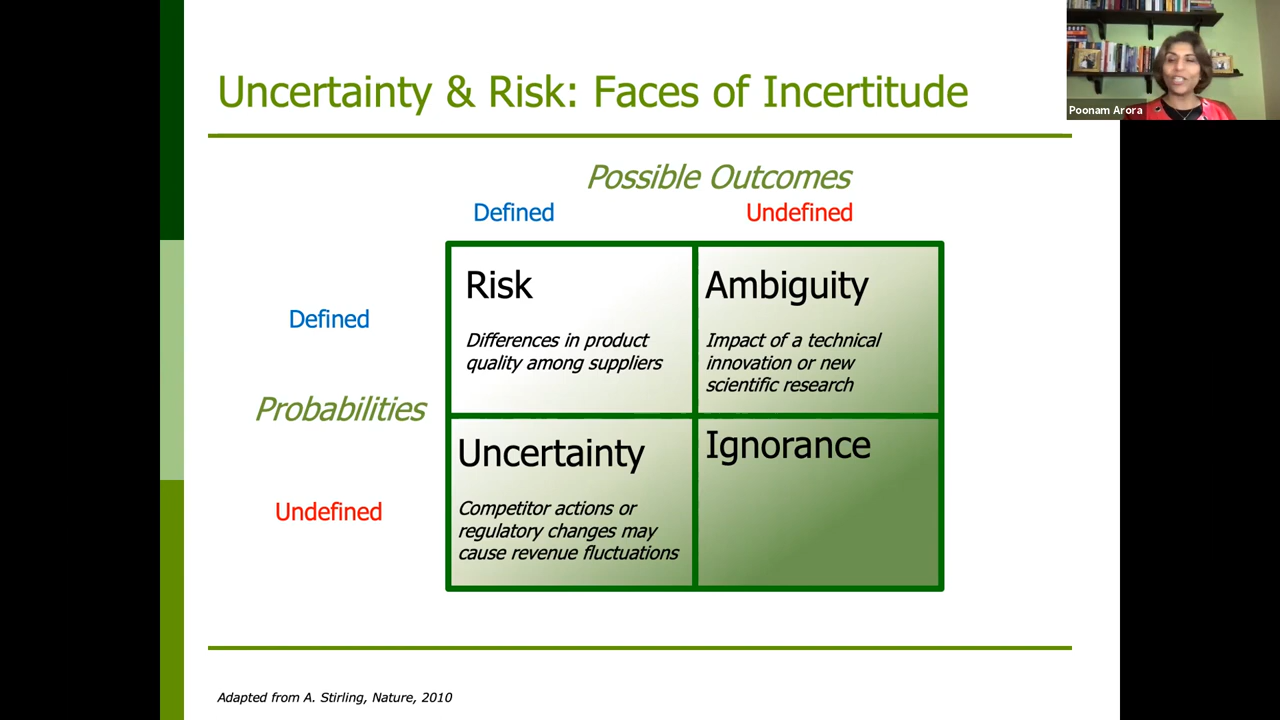 Uncertainty & Risk: Faces of Incertitude
Poonam Arora
Possible Outcomes
Defined
Undefined
Defined
Probabilities
Undefined
Risk
Differences in product
quality among suppliers
Ambiguity
Impact of a technical
innovation or new
scientific research
Uncertainty
Competitor actions or
regulatory changes may
cause revenue fluctuations
Ignorance
Adapted from A. Stirling, Nature, 2010